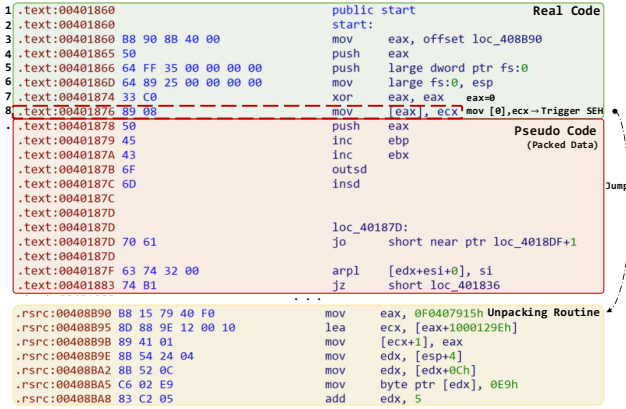 1 .text:00401860 public start Real Code
2 .text:00401860 start:
3 .text:00401860 B8 90 8B 40 00 mov eax, offset loc_408B90
4 .text:00401865 50 push eax
5 .text:00401866 64 FF 35 00 00 00 00 push large dword ptr fs:0
6 .text:0040186D 64 89 25 00 00 00 00 mov large fs:0, esp
7 .text:00401874 33 C0 xor eax, eax eax=0
8 .text:00401876 89 08 mov [eax], ecx mov [0],ecx→Trigger SEH
. .text:00401878 50 push eax Pseudo Code
.text:00401879 45 inc ebp (Packed Data)
.text:0040187A 43 inc ebx
.text:0040187B 6F outsd
.text:0040187C 6D insd
Jump
.text:0040187C
.text:0040187D
.text:0040187D loc_40187D:
.text:0040187D 70 61 jo short near ptr loc_4018DF+1
.text:0040187D
.text:0040187F 63 74 32 00 arpl [edx+esi+0], si
.text:00401883 74 B1 jz short loc_401836
. . .
.rsrc:00408B90 B8 15 79 40 F0 mov eax, 0F0407915h Unpacking Routine
.rsrc:00408B95 8D 88 9E 12 00 10 lea ecx, [eax+1000129Eh]
.rsrc:00408B9B 89 41 01 mov [ecx+1], eax
.rsrc:00408B9E 8B 54 24 04 mov edx, [esp+4]
.rsrc:00408BA2 8B 52 0C mov edx, [edx+0Ch]
.rsrc:00408BA5 C6 02 E9 mov byte ptr [edx], 0E9h
.rsrc:00408BA8 83 C2 05 add edx, 5